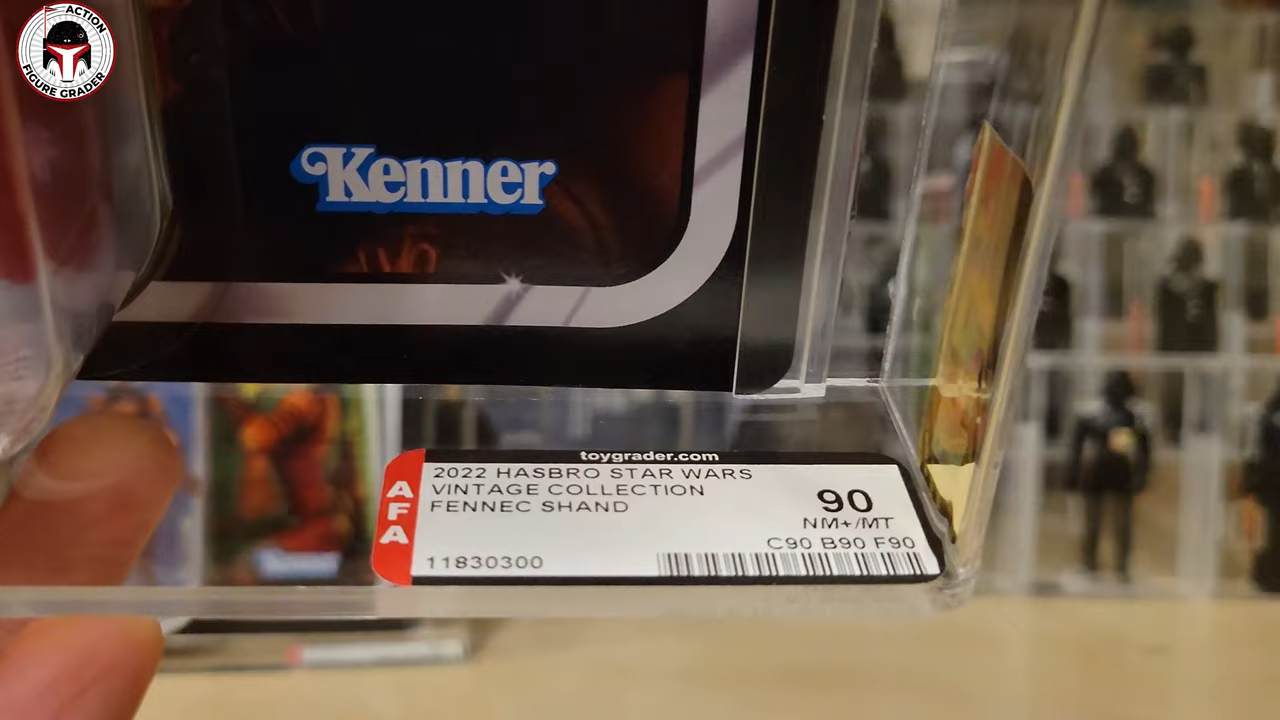 ACTION
FIGURE GRADER
Kenner
toygrader.com
AFA
2022 HASBRO STAR WARS
VINTAGE COLLECTION
FENNEC SHAND
90
NM+/MT
C90 B90 F90
11830300
Kenner